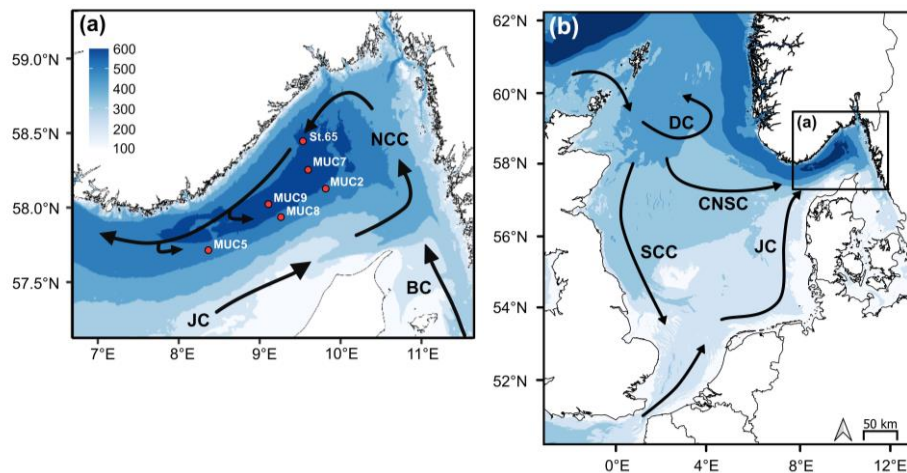 (a)
59.0°N
58.5°N
58.0°N
57.5°N
600
500
400
300
200
100
St.65
MUC7
MUC2
MUC9
MUC8
MUC5
NCC
JC
BC
7°E
8°E
9°E
10°E
11°E
(b)
62°N
60°N
58°N
56°N
54°N
52°N
DC
(a)
CNSC
SCC
JC
50 km
0°E
4°E
8°E
12°E